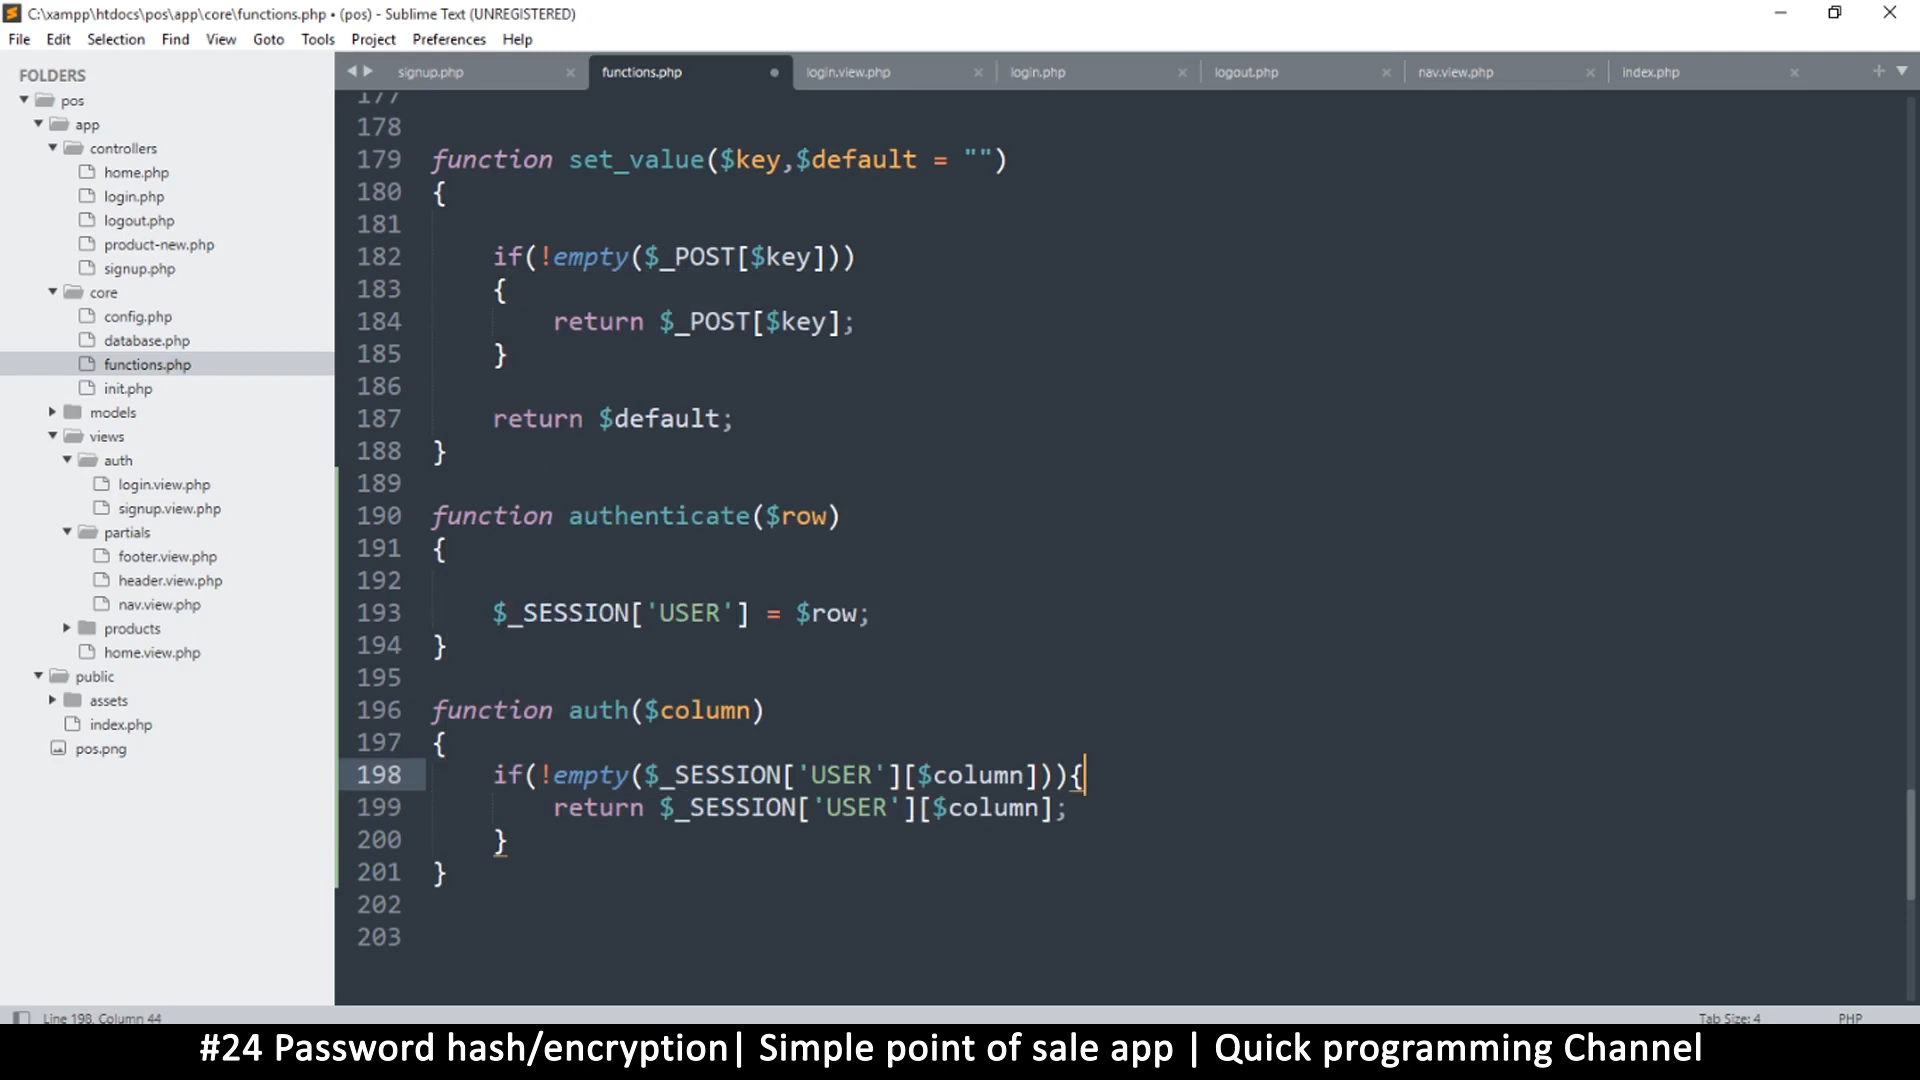 C:\xampp\htdocs\pos\app\core\functions.php • (pos) - Sublime Text (UNREGISTERED)
File Edit Selection Find View Goto Tools Project Preferences Help
FOLDERS
pos
app
controllers
home.php
login.php
logout.php
product-new.php
signup.php
core
config.php
database.php
functions.php
init.php
models
views
auth
login.view.php
signup.view.php
partials
footer.view.php
header.view.php
nav.view.php
products
home.view.php
public
assets
index.php
pos.png
signup.php functions.php login.view.php login.php logout.php nav.view.php index.php
177
178
179 function set_value($key,$default = "")
180 {
181
182 if(!empty($_POST[$key]))
183 {
184 return $_POST[$key];
185 }
186
187 return $default;
188 }
189
190 function authenticate($row)
191 {
192
193 $_SESSION['USER'] = $row;
194 }
195
196 function auth($column)
197 {
198 if(!empty($_SESSION['USER'][$column])){
199 return $_SESSION['USER'][$column];
200 }
201 }
202
203
Line 198, Column 44 Tab Size: 4 PHP
#24 Password hash/encryption| Simple point of sale app | Quick programming Channel